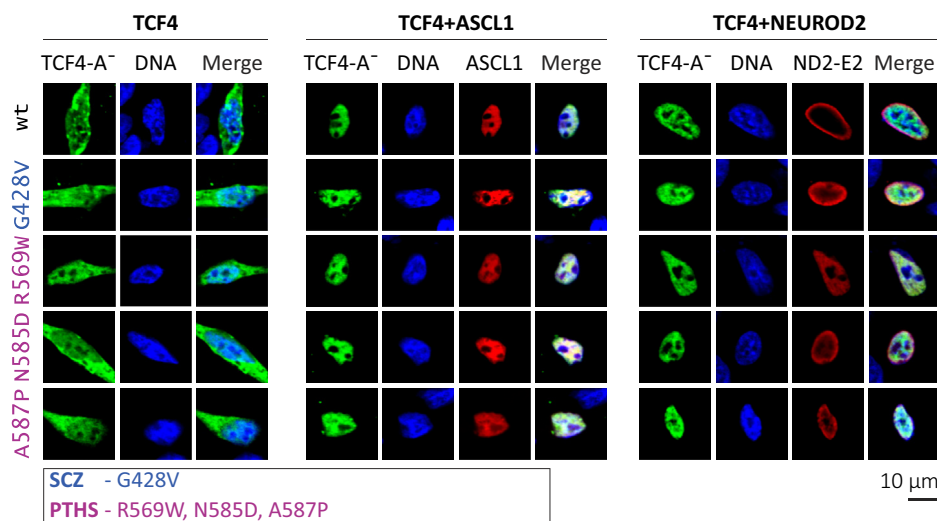 TCF4 TCF4+ASCL1 TCF4+NEUROD2
TCF4-A⁻ DNA Merge TCF4-A⁻ DNA ASCL1 Merge TCF4-A⁻ DNA ND2-E2 Merge
wt
G428V
R569W
N585D
A587P
SCZ - G428V
PTHS - R569W, N585D, A587P
10 µm